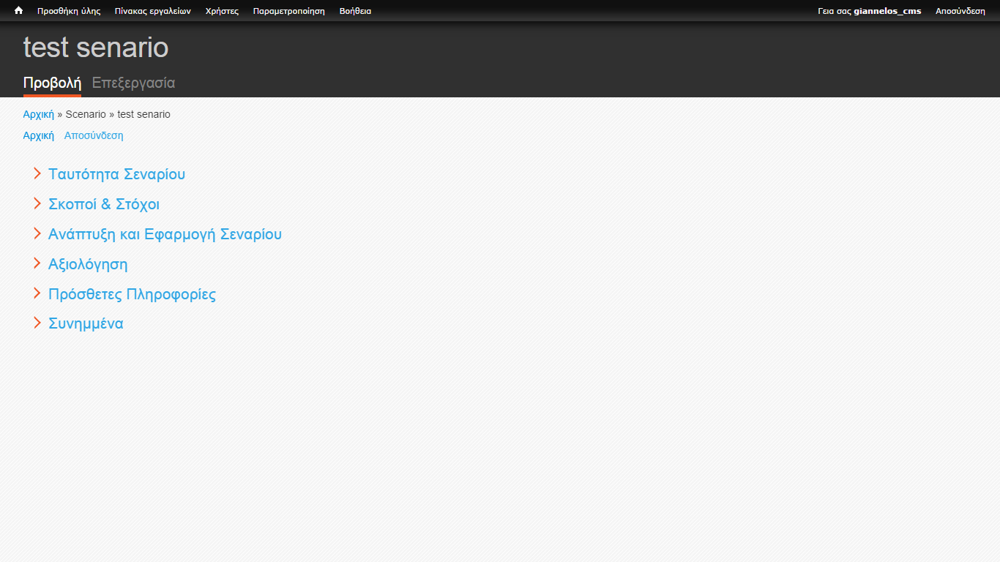 Προσθήκη ύλης Πίνακας εργαλείων Χρήστες Παραμετροποίηση Βοήθεια Γεια σας giannelos_cms Αποσύνδεση
test senario
Προβολή Επεξεργασία
Αρχική » Scenario » test senario
Αρχική Αποσύνδεση
Ταυτότητα Σεναρίου
Σκοποί & Στόχοι
Ανάπτυξη και Εφαρμογή Σεναρίου
Αξιολόγηση
Πρόσθετες Πληροφορίες
Συνημμένα